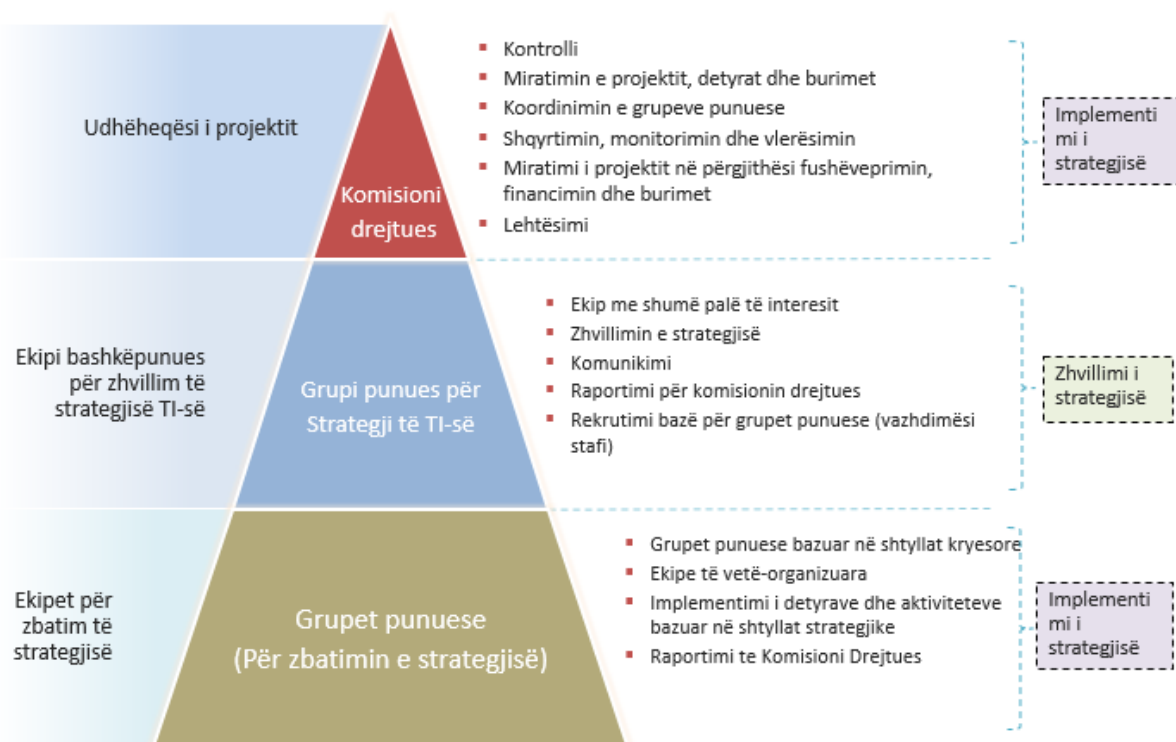 Udhëheqësi i projektit
Komisioni
drejtues
Kontrolli
Miratimin e projektit, detyrat dhe burimet
Koordinimin e grupeve punuese
Shqyrtimin, monitorimin dhe vlerësimin
Miratimi i projektit në përgjithësi fushëveprimin,
financimin dhe burimet
Lehtësimi
Implementi
mi i
strategjisë
Ekipi bashkëpunues
për zhvillim të
strategjisë TI-së
Grupi punues për
Strategji të TI-së
Ekip me shumë palë të interesit
Zhvillimin e strategjisë
Komunikimi
Raportimi për komisionin drejtues
Rekrutimi bazë për grupet punuese (vazhdimësi
stafi)
Zhvillimi i
strategjisë
Ekipet për
zbatim të
strategjisë
Grupet punuese
(Për zbatimin e strategjisë)
Grupet punuese bazuar në shtyllat kryesore
Ekipe të vetë-organizuara
Implementimi i detyrave dhe aktiviteteve
bazuar në shtyllat strategjike
Raportimi te Komisioni Drejtues
Implementi
mi i
strategjisë